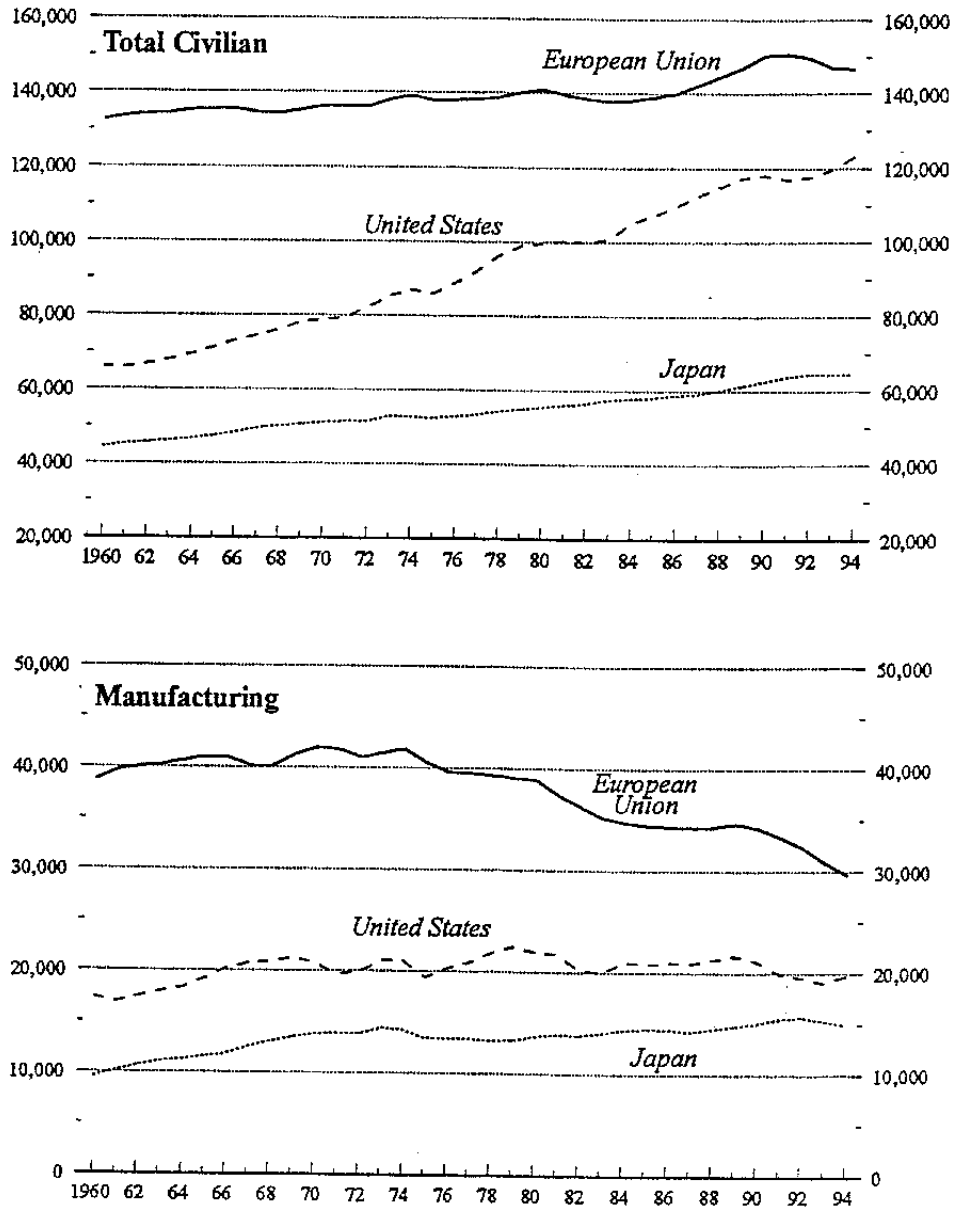 160,000 160,000
Total Civilian
European Union
140,000 140,000
120,000 120,000
United States
100,000 100,000
80,000 80,000
Japan
60,000 60,000
40,000 40,000
20,000 20,000
1960 62 64 66 68 70 72 74 76 78 80 82 84 86 88 90 92 94
50,000 50,000
Manufacturing
40,000 40,000
European
Union
30,000 30,000
United States
20,000 20,000
Japan
10,000 10,000
0 0
1960 62 64 66 68 70 72 74 76 78 80 82 84 86 88 90 92 94